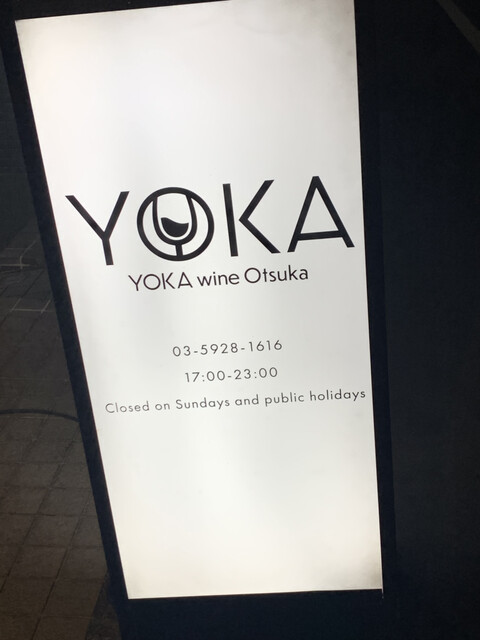 YOKA
YOKA wine Otsuka
03-5928-1616
17:00-23:00
Closed on Sundays and public holidays